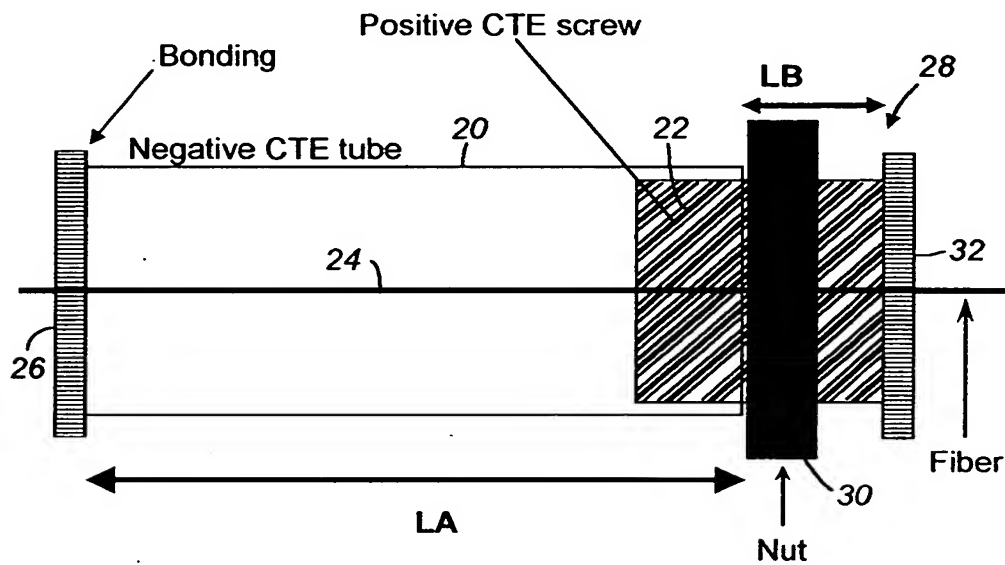 Positive CTE screw
Bonding
LB
28
Negative CTE tube
20
22
24
32
26
Fiber
LA
30
Nut